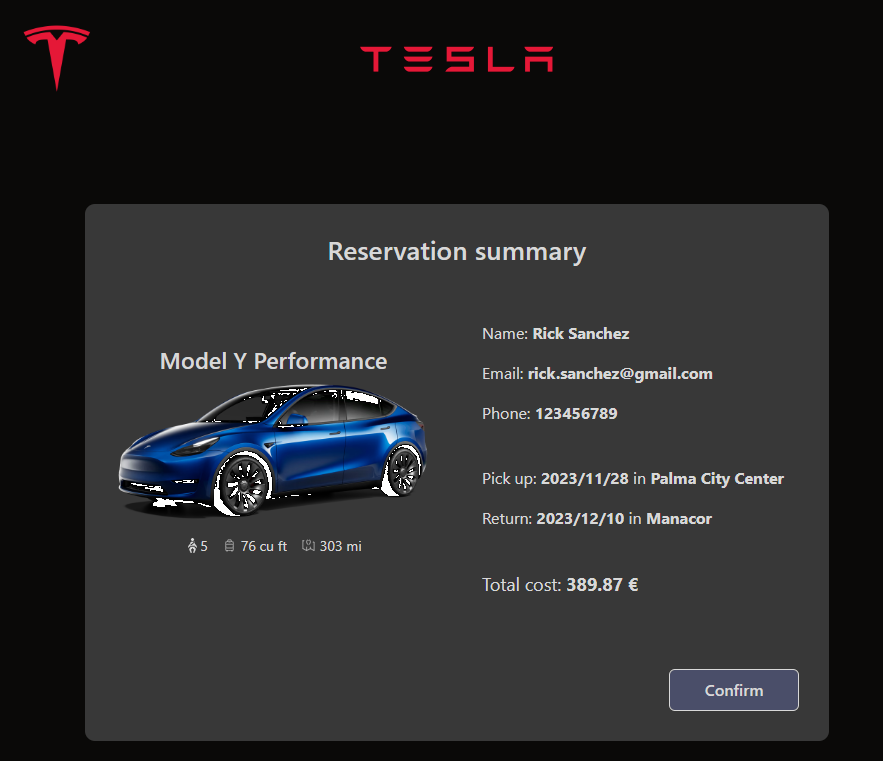 TESLA
Reservation summary
Model Y Performance
5 76 cu ft 303 mi
Name: Rick Sanchez
Email: rick.sanchez@gmail.com
Phone: 123456789
Pick up: 2023/11/28 in Palma City Center
Return: 2023/12/10 in Manacor
Total cost: 389.87 €
Confirm